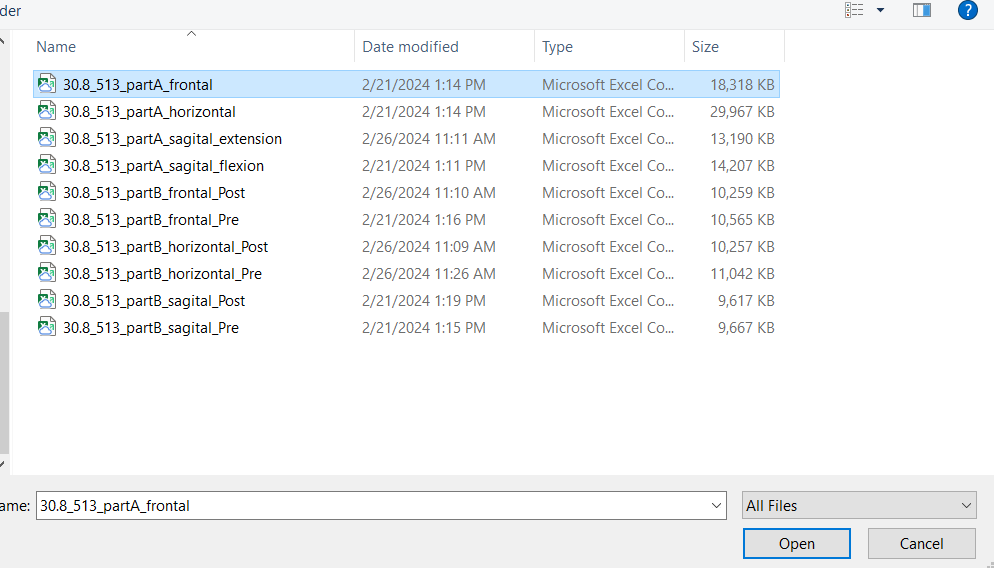 der ?
Name Date modified Type Size
30.8_513_partA_frontal 2/21/2024 1:14 PM Microsoft Excel Co... 18,318 KB
30.8_513_partA_horizontal 2/21/2024 1:14 PM Microsoft Excel Co... 29,967 KB
30.8_513_partA_sagital_extension 2/26/2024 11:11 AM Microsoft Excel Co... 13,190 KB
30.8_513_partA_sagital_flexion 2/21/2024 1:11 PM Microsoft Excel Co... 14,207 KB
30.8_513_partB_frontal_Post 2/26/2024 11:10 AM Microsoft Excel Co... 10,259 KB
30.8_513_partB_frontal_Pre 2/21/2024 1:16 PM Microsoft Excel Co... 10,565 KB
30.8_513_partB_horizontal_Post 2/26/2024 11:09 AM Microsoft Excel Co... 10,257 KB
30.8_513_partB_horizontal_Pre 2/26/2024 11:26 AM Microsoft Excel Co... 11,042 KB
30.8_513_partB_sagital_Post 2/21/2024 1:19 PM Microsoft Excel Co... 9,617 KB
30.8_513_partB_sagital_Pre 2/21/2024 1:15 PM Microsoft Excel Co... 9,667 KB
ame: 30.8_513_partA_frontal All Files
Open Cancel